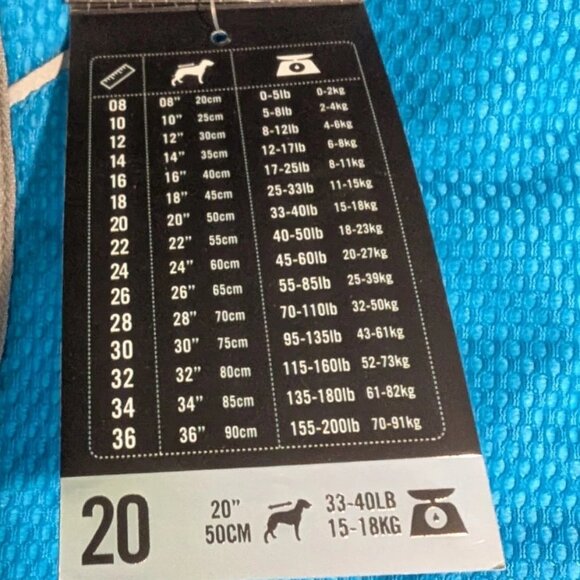 08 08” 20cm 0-5lb 0-2kg
10 10” 25cm 5-8lb 2-4kg
12 12” 30cm 8-12lb 4-6kg
14 14” 35cm 12-17lb 6-8kg
16 16” 40cm 17-25lb 8-11kg
18 18” 45cm 25-33lb 11-15kg
20 20” 50cm 33-40lb 15-18kg
22 22” 55cm 40-50lb 18-23kg
24 24” 60cm 45-60lb 20-27kg
26 26” 65cm 55-85lb 25-39kg
28 28” 70cm 70-110lb 32-50kg
30 30” 75cm 95-135lb 43-61kg
32 32” 80cm 115-160lb 52-73kg
34 34” 85cm 135-180lb 61-82kg
36 36” 90cm 155-200lb 70-91kg
20 20” 33-40LB
50CM 15-18KG